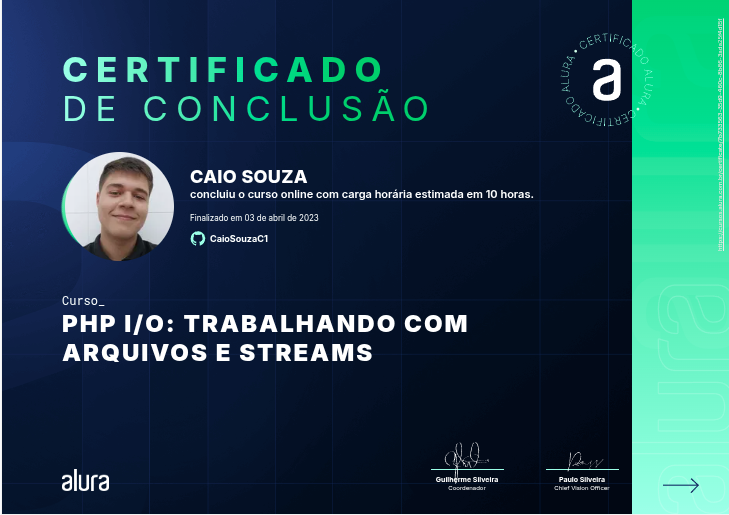 CERTIFICADO
DE CONCLUSÃO
CERTIFICADO ALURA • CERTIFICADO ALURA •
a
CAIO SOUZA
concluiu o curso online com carga horária estimada em 10 horas.
Finalizado em 03 de abril de 2023
CaioSouzaC1
Curso_
PHP I/O: TRABALHANDO COM
ARQUIVOS E STREAMS
alura
Guilherme Silveira
Coordenador
Paulo Silveira
Chief Vision Officer
alura